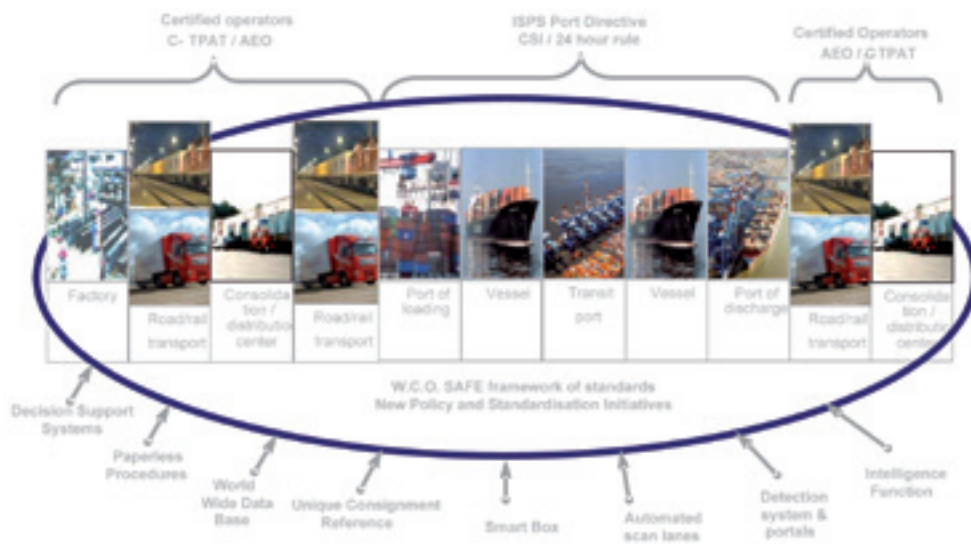 Certified operators
C- TPAT / AEO
ISPS Port Directive
CSI / 24 hour rule
Certified Operators
AEO / CTPAT
Factory
Road/rail
transport
Consolida
tion /
distributic
center
Road/rail
transport
Port of
loading
Vessel
Transit
port
Vessel
Port of
discharge
Road/rail
transport
Consolida
tion /
distributic
center
W.C.O. SAFE framework of standards
New Policy and Standardisation Initiatives
Decision Support
Systems
Paperless
Procedures
World
Wide Data
Base
Unique Consignment
Reference
Smart Box
Automated
scan lanes
Detection
system &
portals
Intelligence
Function